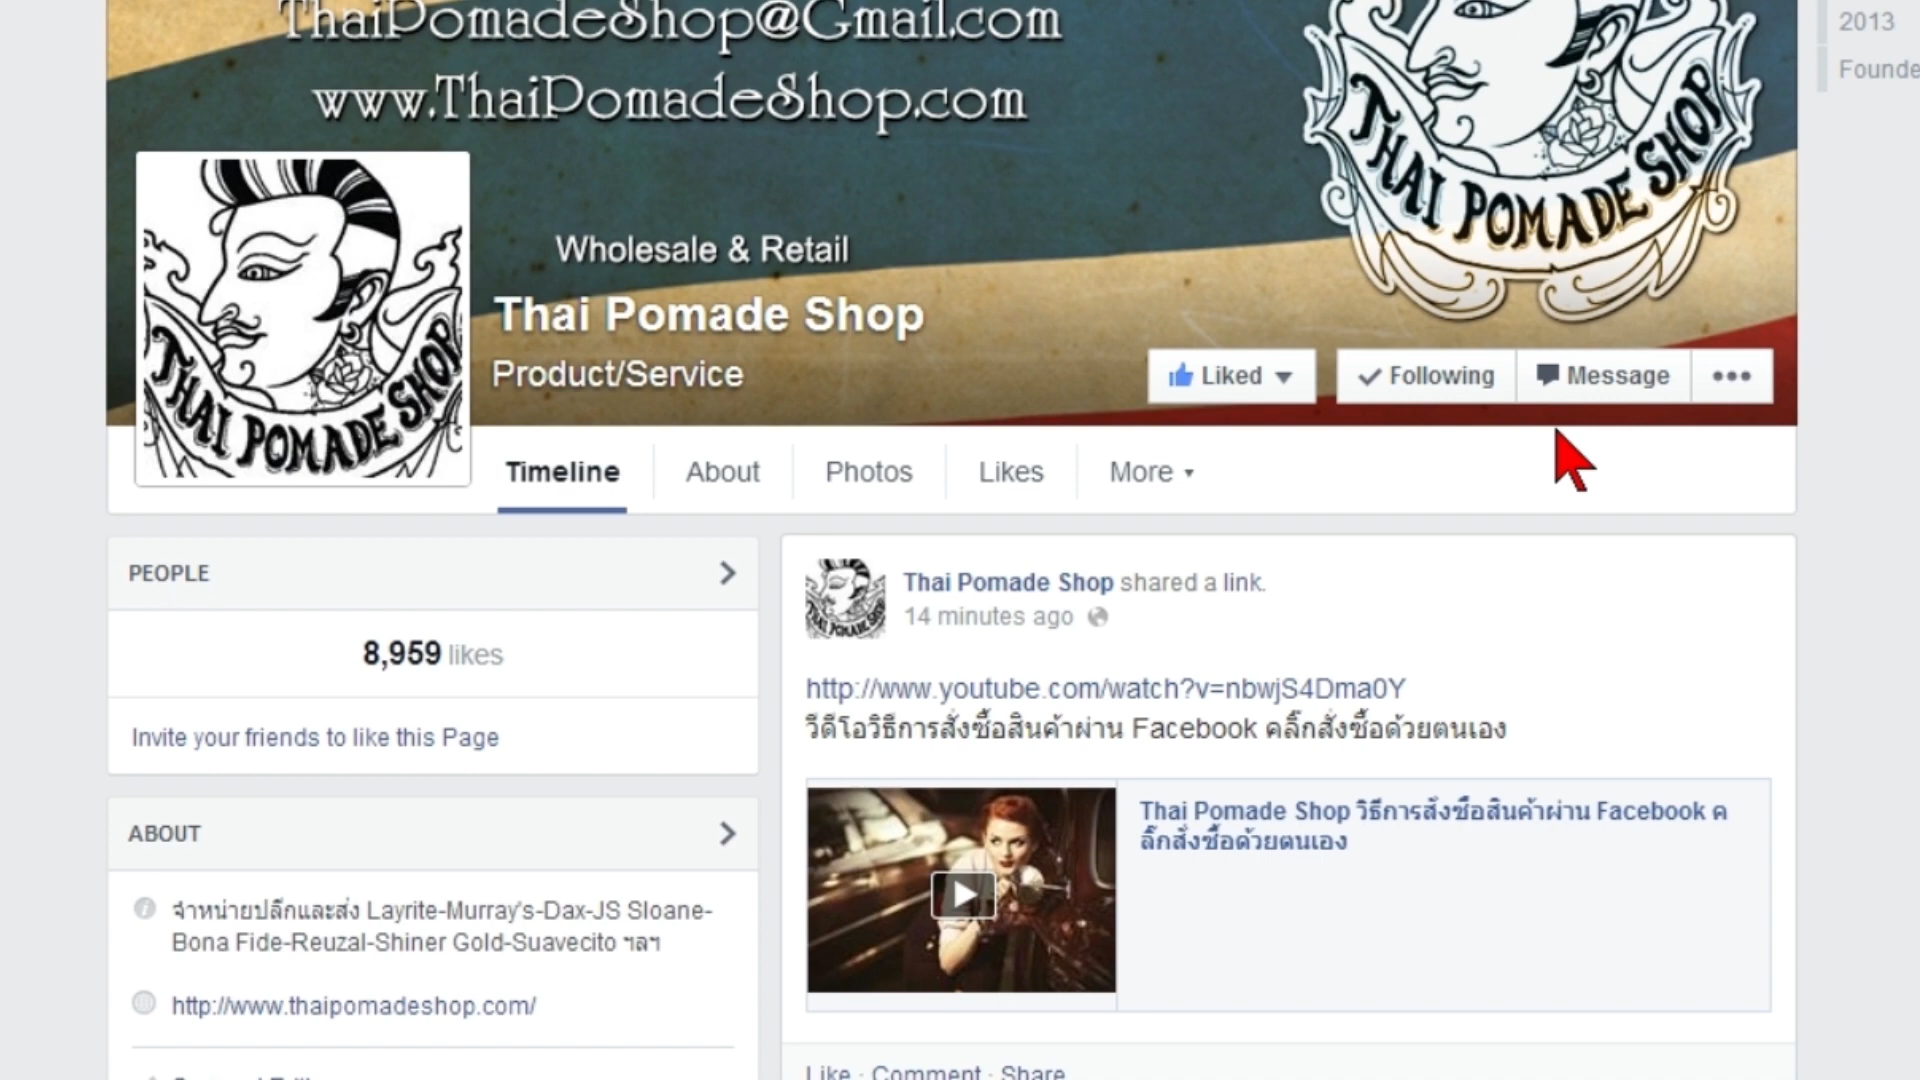 ThaiPomadeShop@Gmail.com
www.ThaiPomadeShop.com
2013
THAI POMADE SHOP
THAI POMADE SHOP
Wholesale & Retail
Thai Pomade Shop
Product/Service
Liked
Following
Message
Timeline
About
Photos
Likes
More
PEOPLE
8,959 likes
Invite your friends to like this Page
ABOUT
จำหน่ายปลีกและส่ง Layrite-Murray's-Dax-JS Sloane-
Bona Fide-Reuzal-Shiner Gold-Suavecito ฯลฯ
http://www.thaipomadeshop.com/
Thai Pomade Shop shared a link.
14 minutes ago
http://www.youtube.com/watch?v=nbwjS4Dma0Y
วีดีโอวิธีการสั่งซื้อสินค้าผ่าน Facebook คลิ๊กสั่งซื้อด้วยตนเอง
Thai Pomade Shop วิธีการสั่งซื้อสินค้าผ่าน Facebook ค
ลิ๊กสั่งซื้อด้วยตนเอง
Like · Comment · Share